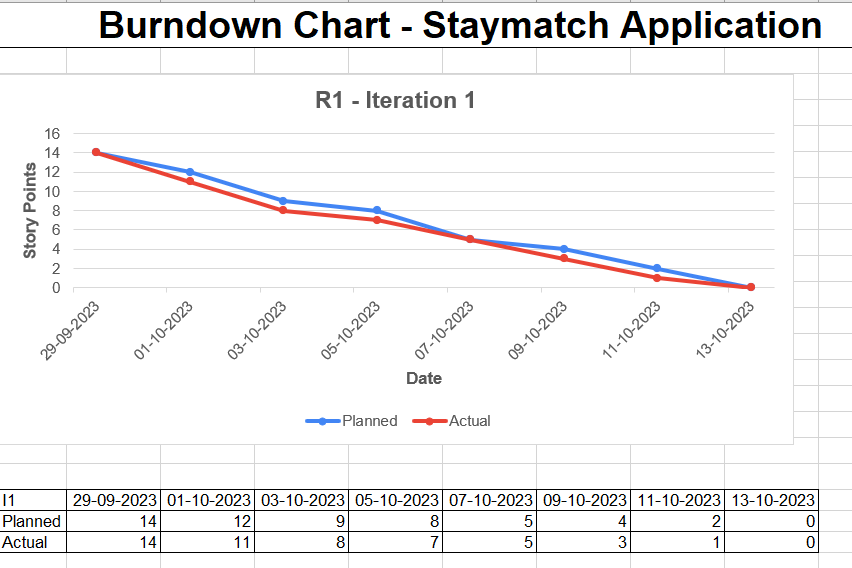 Burndown Chart - Staymatch Application
R1 - Iteration 1
16
14
12
10
8
6
4
2
0
Story Points
29-09-2023 01-10-2023 03-10-2023 05-10-2023 07-10-2023 09-10-2023 11-10-2023 13-10-2023
Date
Planned Actual
I1 29-09-2023 01-10-2023 03-10-2023 05-10-2023 07-10-2023 09-10-2023 11-10-2023 13-10-2023
Planned 14 12 9 8 5 4 2 0
Actual 14 11 8 7 5 3 1 0